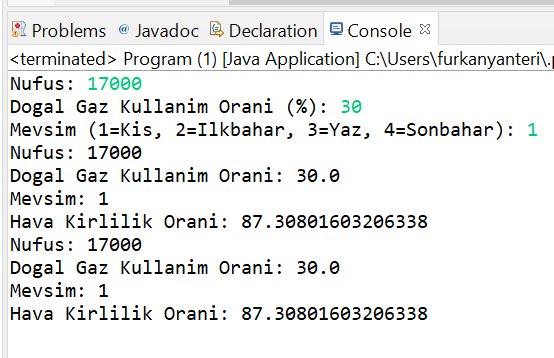 Problems @ Javadoc Declaration Console
<terminated> Program (1) [Java Application] C:\Users\furkanyanteri\.p
Nufus: 17000
Dogal Gaz Kullanim Orani (%): 30
Mevsim (1=Kis, 2=Ilkbahar, 3=Yaz, 4=Sonbahar): 1
Nufus: 17000
Dogal Gaz Kullanim Orani: 30.0
Mevsim: 1
Hava Kirlilik Orani: 87.30801603206338
Nufus: 17000
Dogal Gaz Kullanim Orani: 30.0
Mevsim: 1
Hava Kirlilik Orani: 87.30801603206338